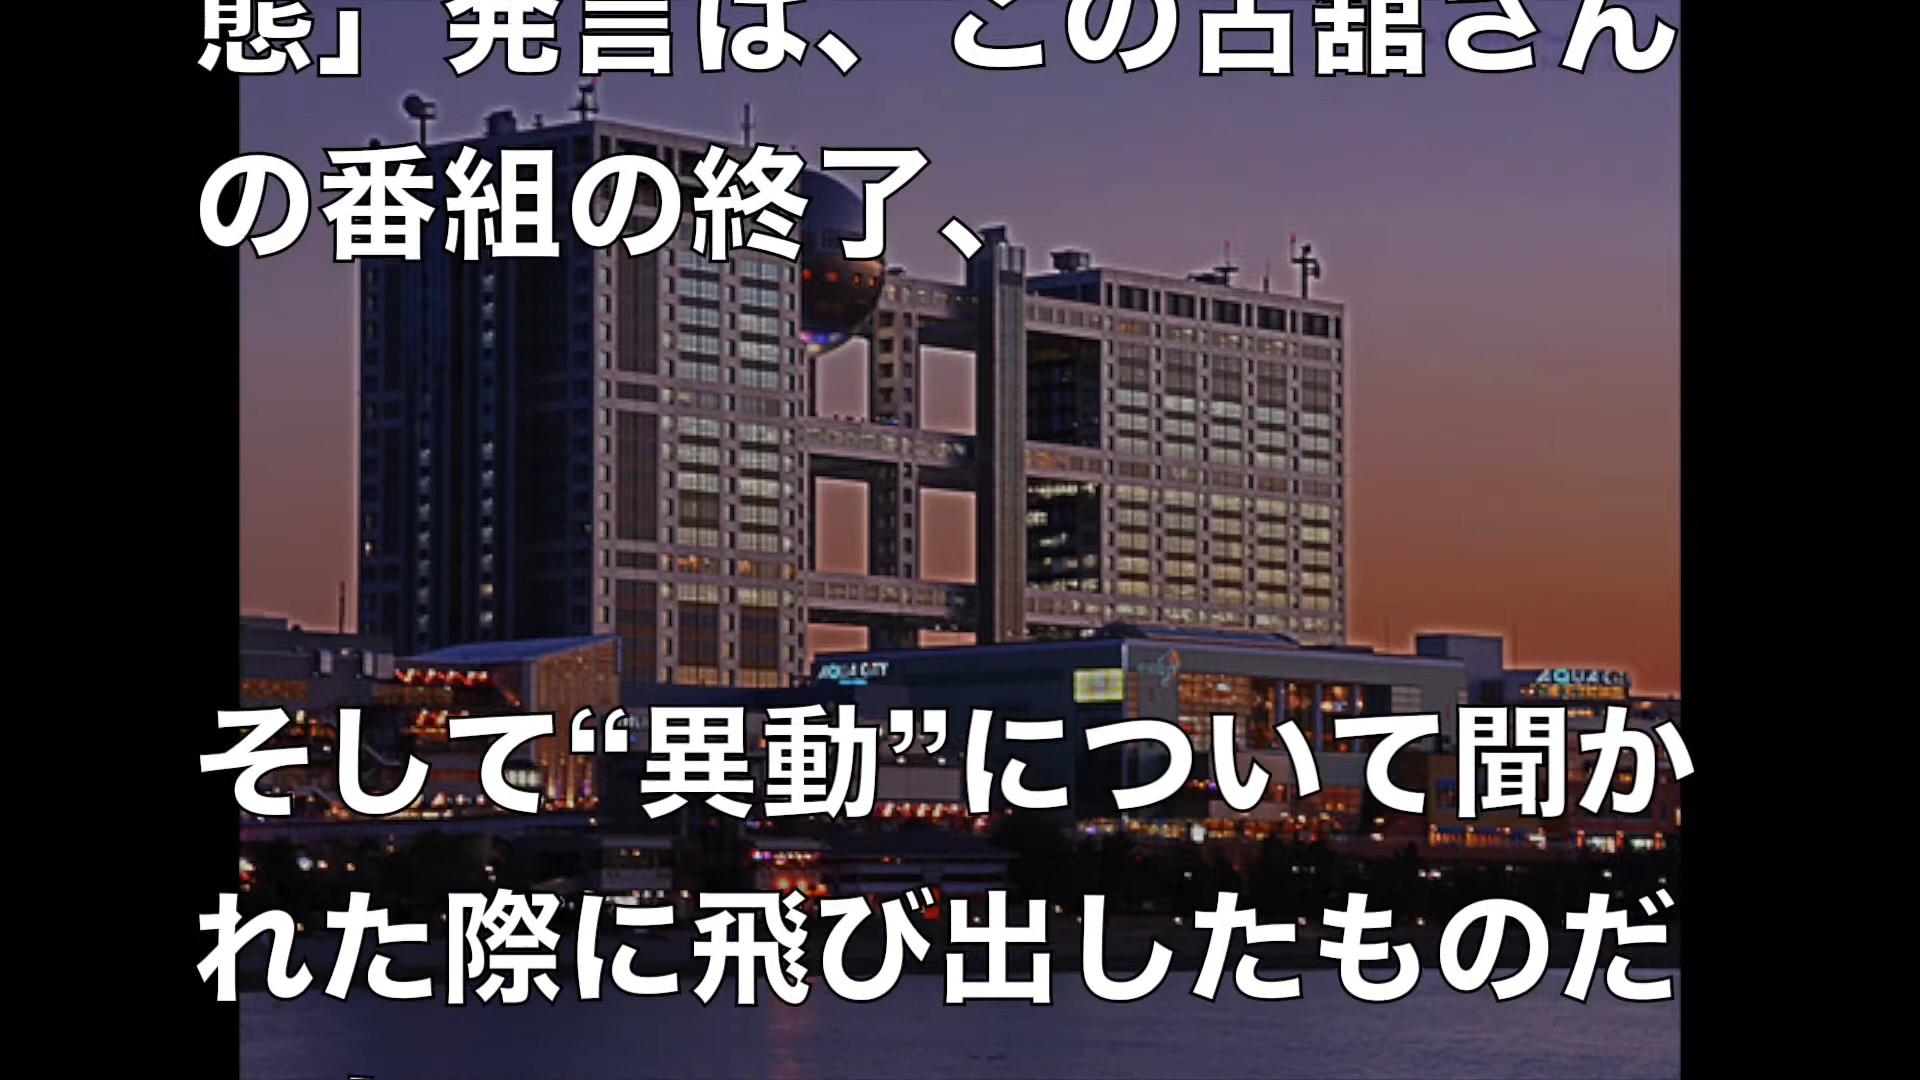 態」発言は、この古舘さん
の番組の終了、
AQUA CITY
そして“異動”について聞か
れた際に飛び出したものだ